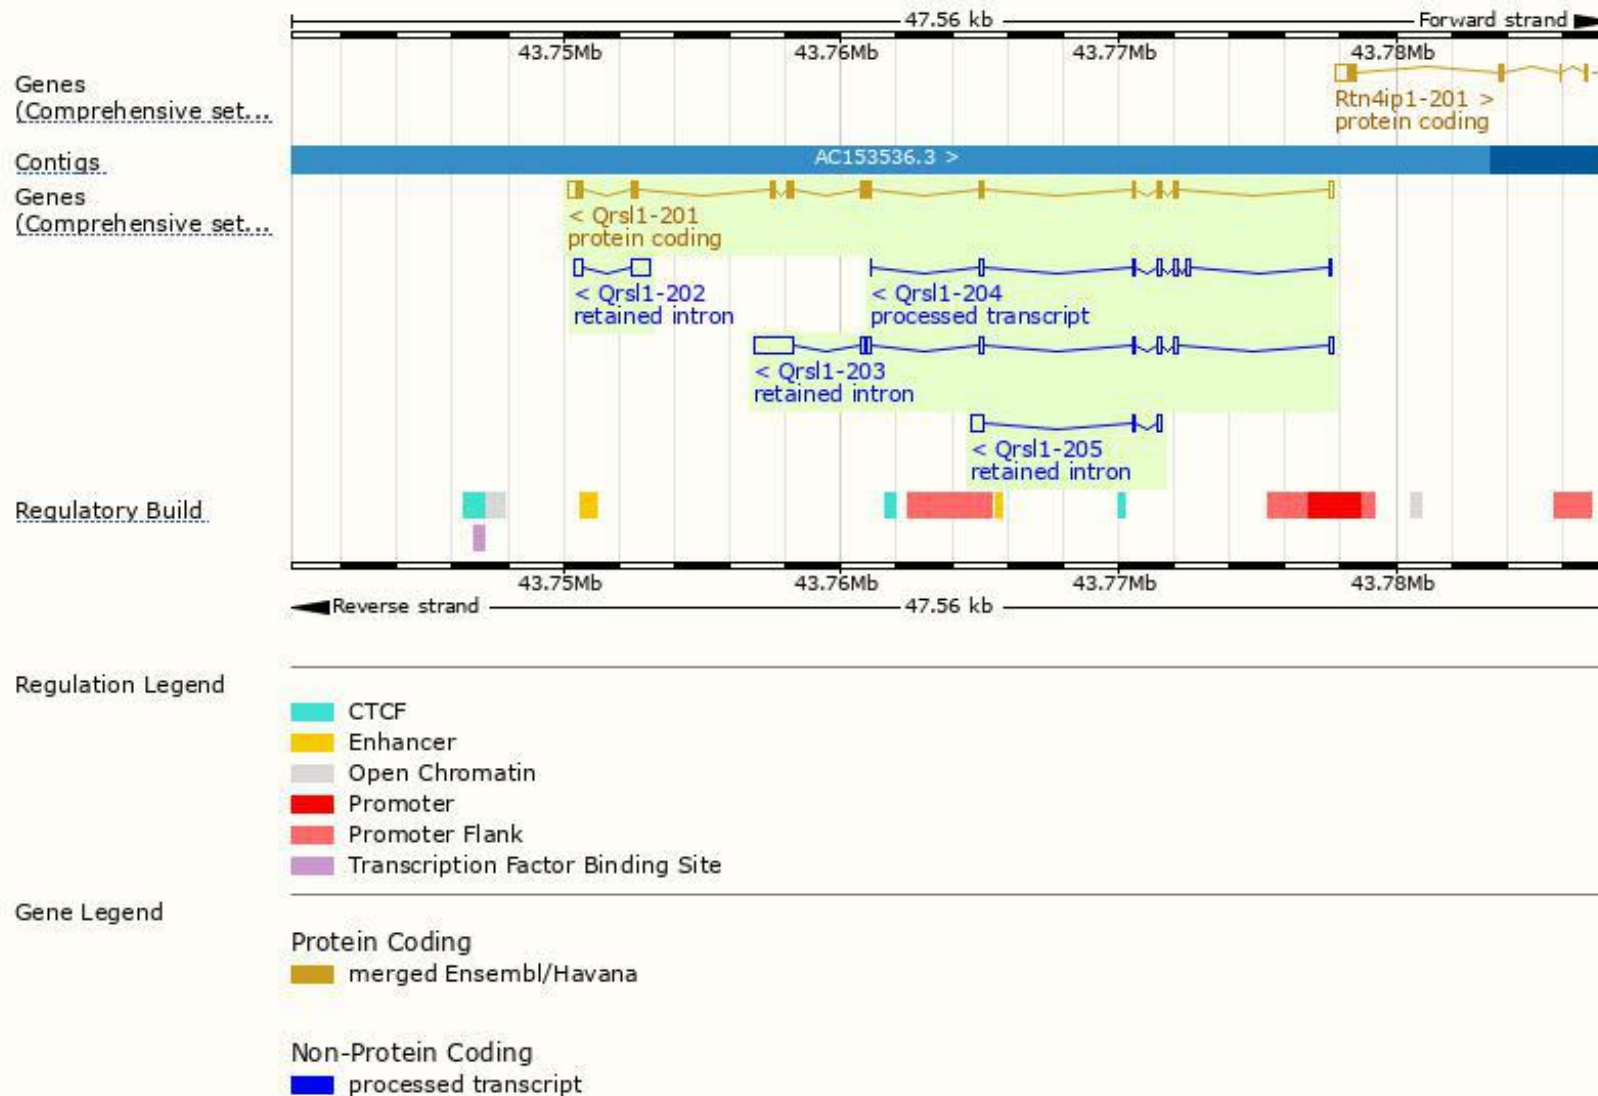 47.56 kb Forward strand
43.75Mb 43.76Mb 43.77Mb 43.78Mb
Genes
(Comprehensive set...
Rtn4ip1-201 >
protein coding
Contigs
AC153536.3 >
Genes
(Comprehensive set...
< Qrsl1-201
protein coding
< Qrsl1-202
retained intron
< Qrsl1-204
processed transcript
< Qrsl1-203
retained intron
< Qrsl1-205
retained intron
Regulatory Build
43.75Mb 43.76Mb 43.77Mb 43.78Mb
Reverse strand 47.56 kb
Regulation Legend
CTCF
Enhancer
Open Chromatin
Promoter
Promoter Flank
Transcription Factor Binding Site
Gene Legend
Protein Coding
merged Ensembl/Havana
Non-Protein Coding
processed transcript